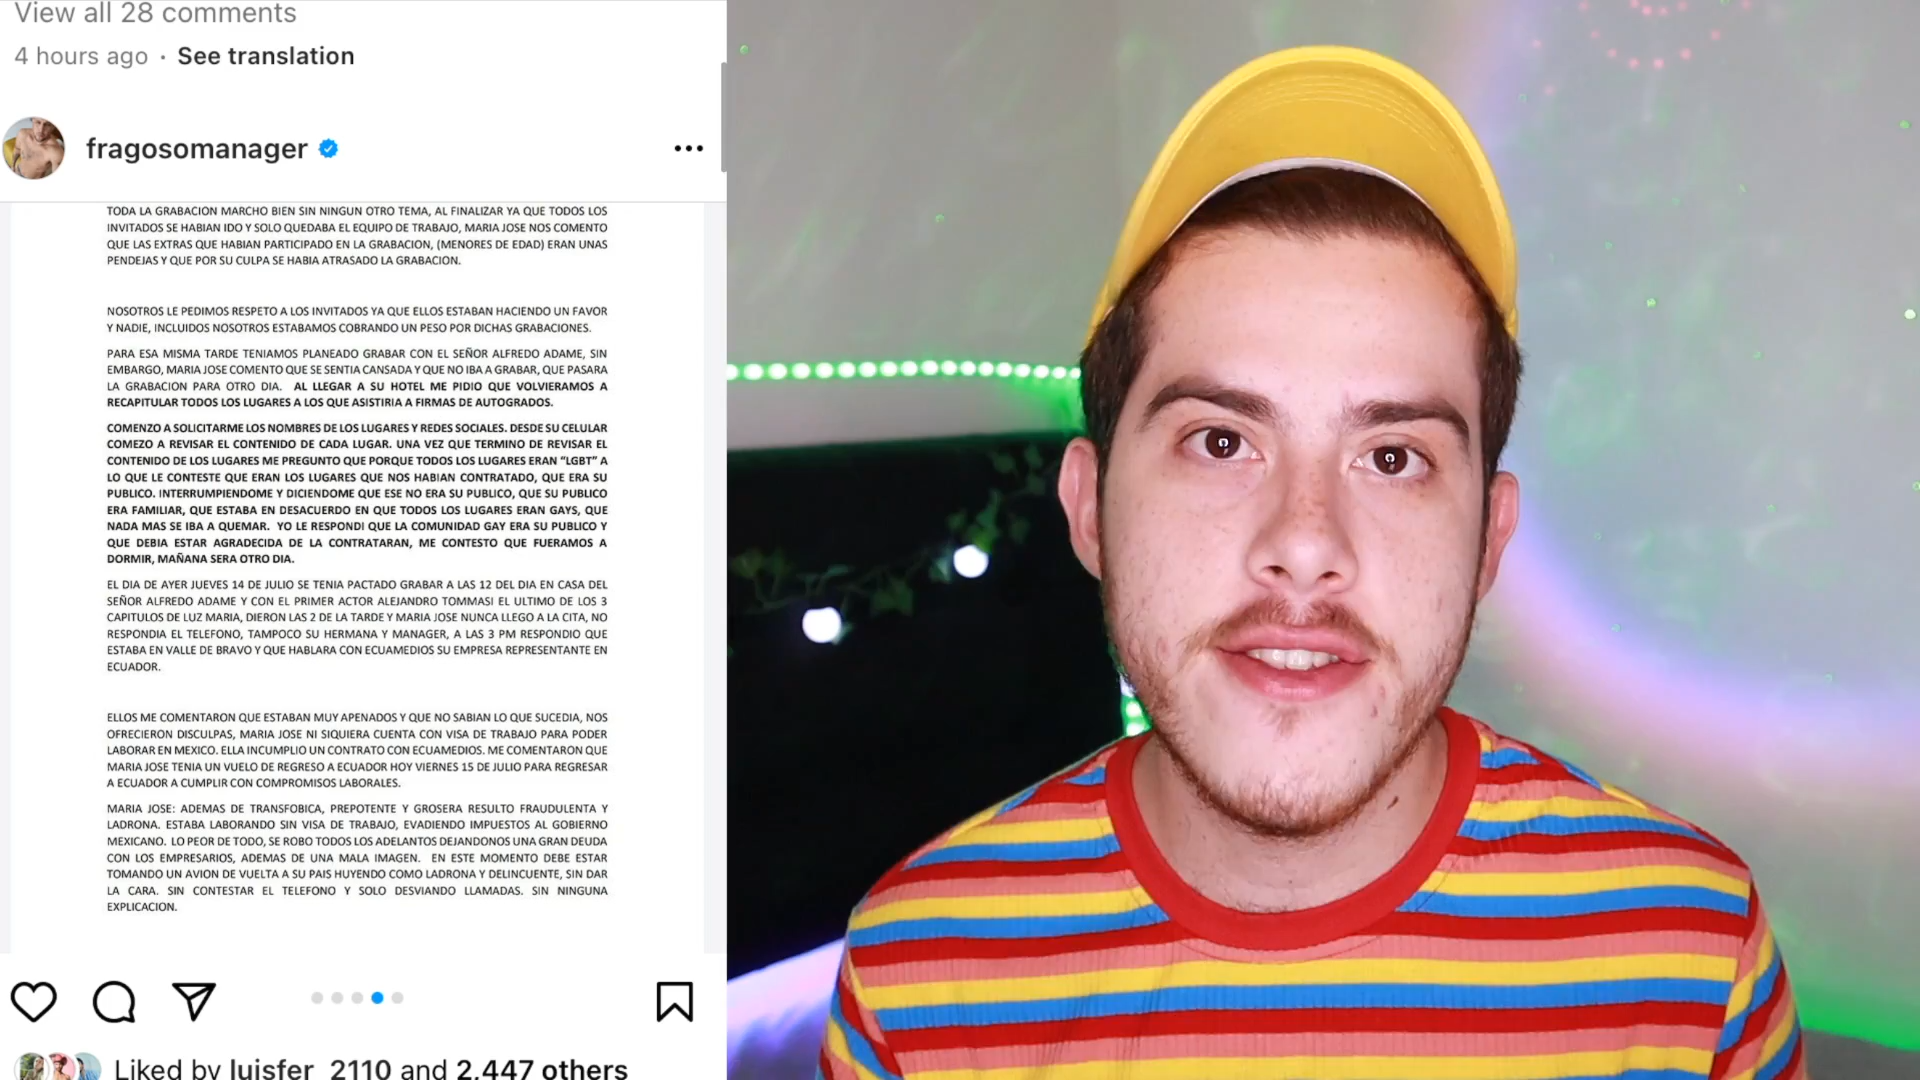 View all 28 comments
4 hours ago · See translation
fragosomanager
TODA LA GRABACION MARCHO BIEN SIN NINGUN OTRO TEMA, AL FINALIZAR YA QUE TODOS LOS
INVITADOS SE HABIAN IDO Y SOLO QUEDABA EL EQUIPO DE TRABAJO, MARIA JOSE NOS COMENTO
QUE LAS EXTRAS QUE HABIAN PARTICIPADO EN LA GRABACION, (MENORES DE EDAD) ERAN UNAS
PENDEJAS Y QUE POR SU CULPA SE HABIA ATRASADO LA GRABACION.
NOSOTROS LE PEDIMOS RESPETO A LOS INVITADOS YA QUE ELLOS ESTABAN HACIENDO UN FAVOR
Y NADIE, INCLUIDOS NOSOTROS ESTABAMOS COBRANDO UN PESO POR DICHAS GRABACIONES.
PARA ESA MISMA TARDE TENIAMOS PLANEADO GRABAR CON EL SEÑOR ALFREDO ADAME, SIN
EMBARGO, MARIA JOSE COMENTO QUE SE SENTIA CANSADA Y QUE NO IBA A GRABAR, QUE PASARA
LA GRABACION PARA OTRO DIA. AL LLEGAR A SU HOTEL ME PIDIO QUE VOLVIERAMOS A
RECAPITULAR TODOS LOS LUGARES A LOS QUE ASISTIRIA A FIRMAS DE AUTOGRADOS.
COMENZO A SOLICITARME LOS NOMBRES DE LOS LUGARES Y REDES SOCIALES. DESDE SU CELULAR
COMEZO A REVISAR EL CONTENIDO DE CADA LUGAR. UNA VEZ QUE TERMINO DE REVISAR EL
CONTENIDO DE LOS LUGARES ME PREGUNTO QUE PORQUE TODOS LOS LUGARES ERAN “LGBT” A
LO QUE LE CONTESTE QUE ERAN LOS LUGARES QUE NOS HABIAN CONTRATADO, QUE ERA SU
PUBLICO. INTERRUMPIENDOME Y DICIENDOME QUE ESE NO ERA SU PUBLICO, QUE SU PUBLICO
ERA FAMILIAR, QUE ESTABA EN DESACUERDO EN QUE TODOS LOS LUGARES ERAN GAYS, QUE
NADA MAS SE IBA A QUEMAR. YO LE RESPONDI QUE LA COMUNIDAD GAY ERA SU PUBLICO Y
QUE DEBIA ESTAR AGRADECIDA DE LA CONTRATARAN, ME CONTESTO QUE FUERAMOS A
DORMIR, MAÑANA SERA OTRO DIA.
EL DIA DE AYER JUEVES 14 DE JULIO SE TENIA PACTADO GRABAR A LAS 12 DEL DIA EN CASA DEL
SEÑOR ALFREDO ADAME Y CON EL PRIMER ACTOR ALEJANDRO TOMMASI EL ULTIMO DE LOS 3
CAPITULOS DE LUZ MARIA, DIERON LAS 2 DE LA TARDE Y MARIA JOSE NUNCA LLEGO A LA CITA, NO
RESPONDIA EL TELEFONO, TAMPOCO SU HERMANA Y MANAGER, A LAS 3 PM RESPONDIO QUE
ESTABA EN VALLE DE BRAVO Y QUE HABLARA CON ECUAMEDIOS SU EMPRESA REPRESENTANTE EN
ECUADOR.
ELLOS ME COMENTARON QUE ESTABAN MUY APENADOS Y QUE NO SABIAN LO QUE SUCEDIA, NOS
OFRECIERON DISCULPAS, MARIA JOSE NI SIQUIERA CUENTA CON VISA DE TRABAJO PARA PODER
LABORAR EN MEXICO. ELLA INCUMPLIO UN CONTRATO CON ECUAMEDIOS. ME COMENTARON QUE
MARIA JOSE TENIA UN VUELO DE REGRESO A ECUADOR HOY VIERNES 15 DE JULIO PARA REGRESAR
A ECUADOR A CUMPLIR CON COMPROMISOS LABORALES.
MARIA JOSE: ADEMAS DE TRANSFOBICA, PREPOTENTE Y GROSERA RESULTO FRAUDULENTA Y
LADRONA. ESTABA LABORANDO SIN VISA DE TRABAJO, EVADIENDO IMPUESTOS AL GOBIERNO
MEXICANO. LO PEOR DE TODO, SE ROBO TODOS LOS ADELANTOS DEJANDONOS UNA GRAN DEUDA
CON LOS EMPRESARIOS, ADEMAS DE UNA MALA IMAGEN. EN ESTE MOMENTO DEBE ESTAR
TOMANDO UN AVION DE VUELTA A SU PAIS HUYENDO COMO LADRONA Y DELINCUENTE, SIN DAR
LA CARA. SIN CONTESTAR EL TELEFONO Y SOLO DESVIANDO LLAMADAS. SIN NINGUNA
EXPLICACION.
Liked by luisfer_2110 and 2,447 others